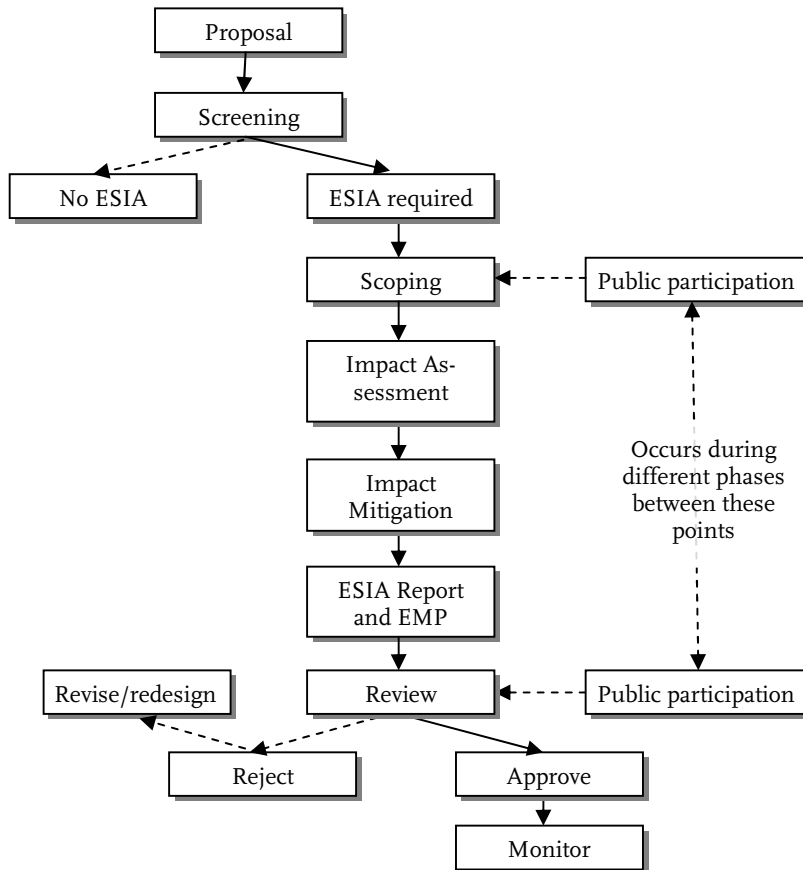 Proposal
Screening
No ESIA
ESIA required
Scoping
Public participation
Impact As-
sessment
Occurs during
different phases
between these
points
Impact
Mitigation
ESIA Report
and EMP
Revise/redesign
Review
Public participation
Reject
Approve
Monitor